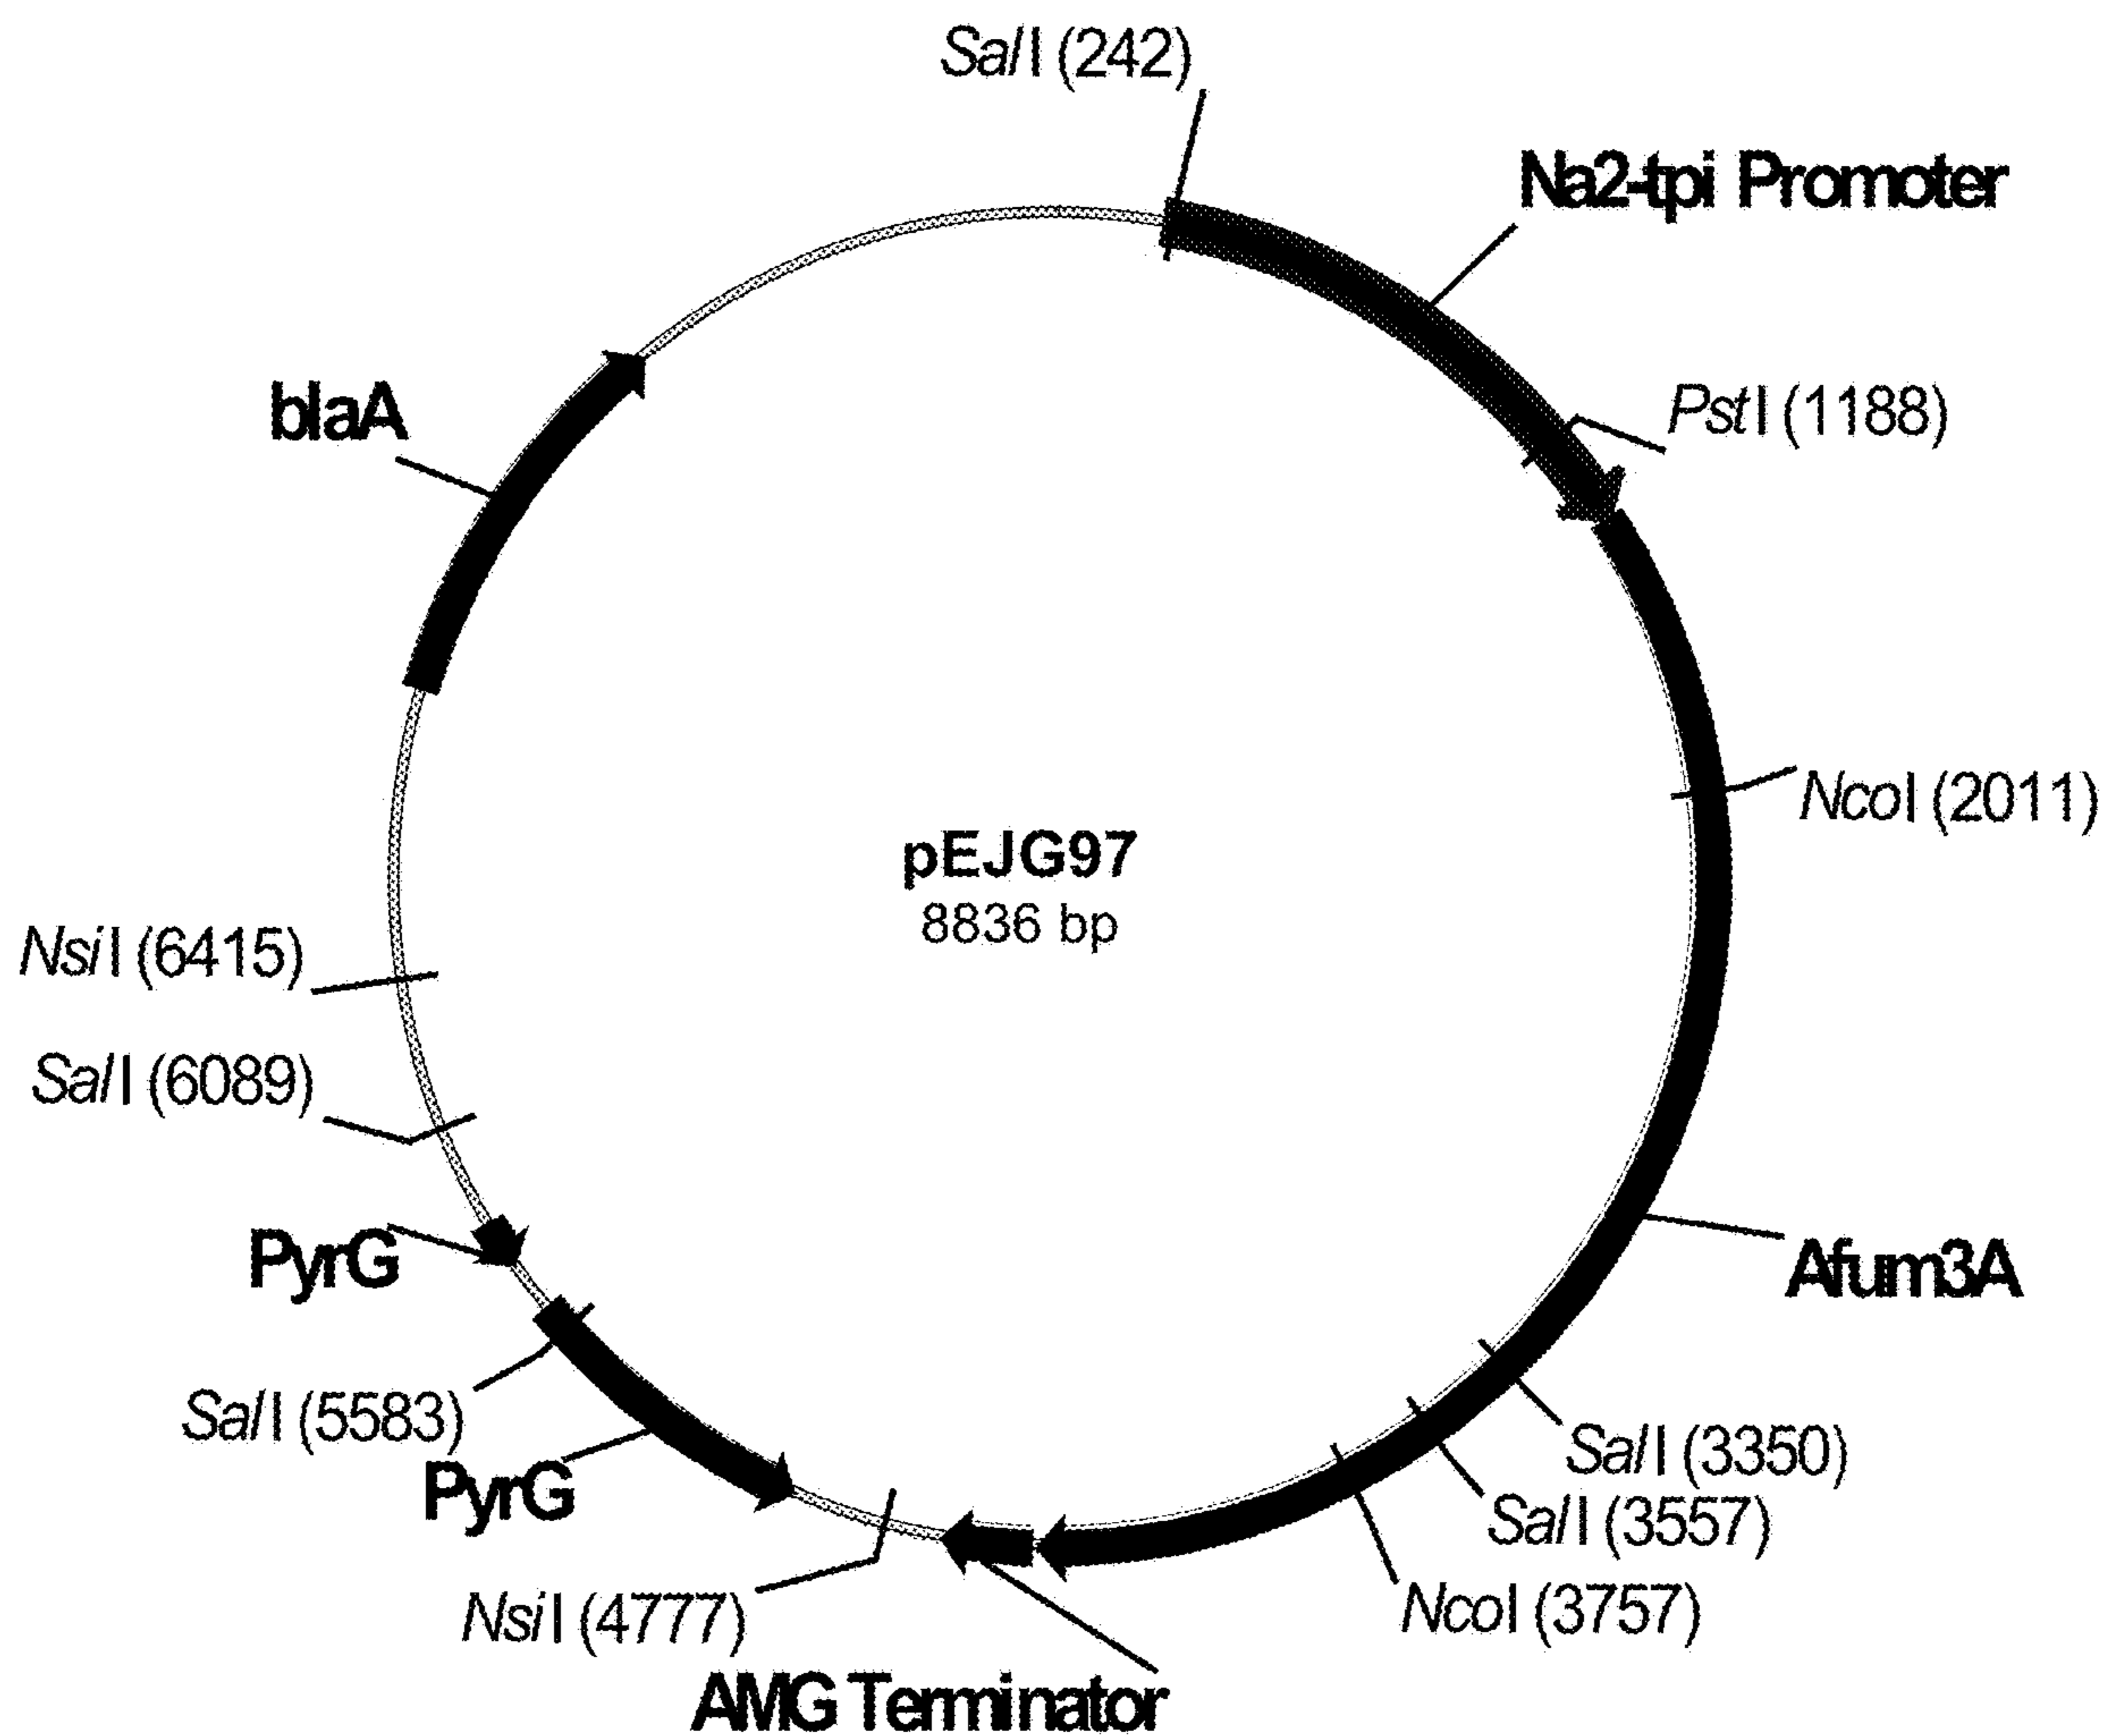 SalI (242)
Na2-tpi Promoter
blaA
PstI (1188)
NcoI (2011)
pEJG97
8836 bp
NsiI (6415)
SalI (6089)
PyrG
Afum3A
SalI (5583)
SalI (3350)
PyrG
SalI (3557)
NsiI (4777)
NcoI (3757)
AMG Terminator